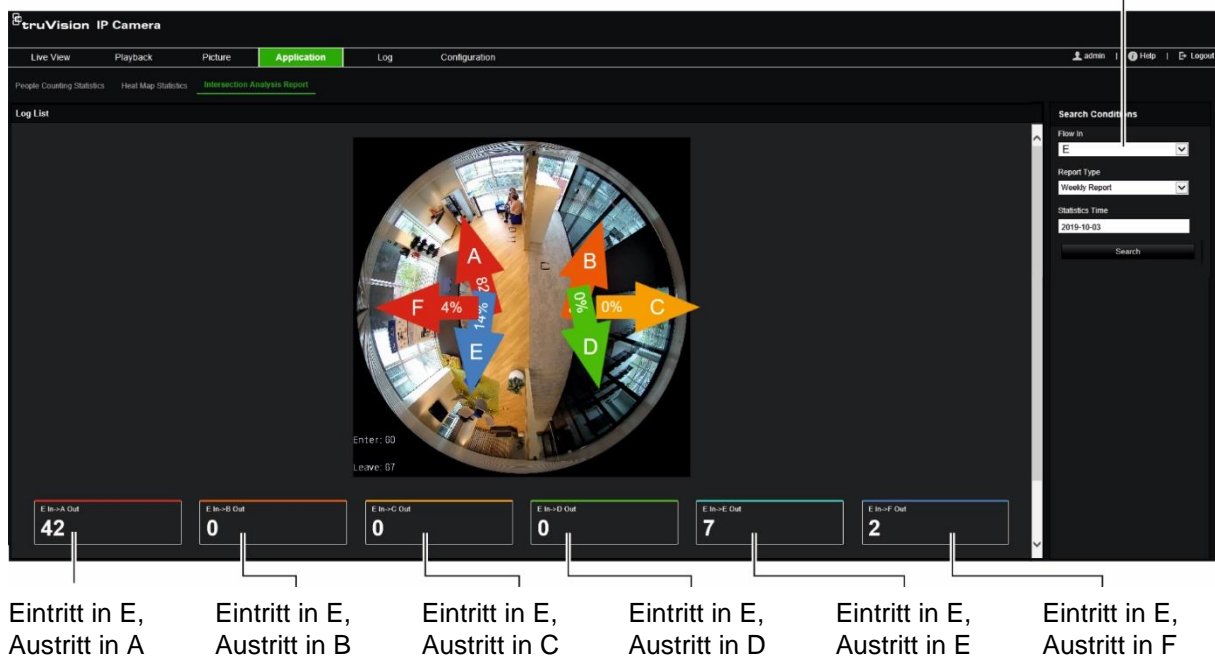 truVision IP Camera
Live View Playback Picture Application Log Configuration admin | Help | Logout
People Counting Statistics Heat Map Statistics Intersection Analysis Report
Log List
Search Conditions
Flow In
E
Report Type
Weekly Report
Statistics Time
2019-10-03
Search
A
82
B
F 4%
0%
0% C
14%
E
D
Enter: 60
Leave: 67
E In->A Out
42
E In->B Out
0
E In->C Out
0
E In->D Out
0
E In->E Out
7
E In->F Out
2
Eintritt in E,
Austritt in A
Eintritt in E,
Austritt in B
Eintritt in E,
Austritt in C
Eintritt in E,
Austritt in D
Eintritt in E,
Austritt in E
Eintritt in E,
Austritt in F